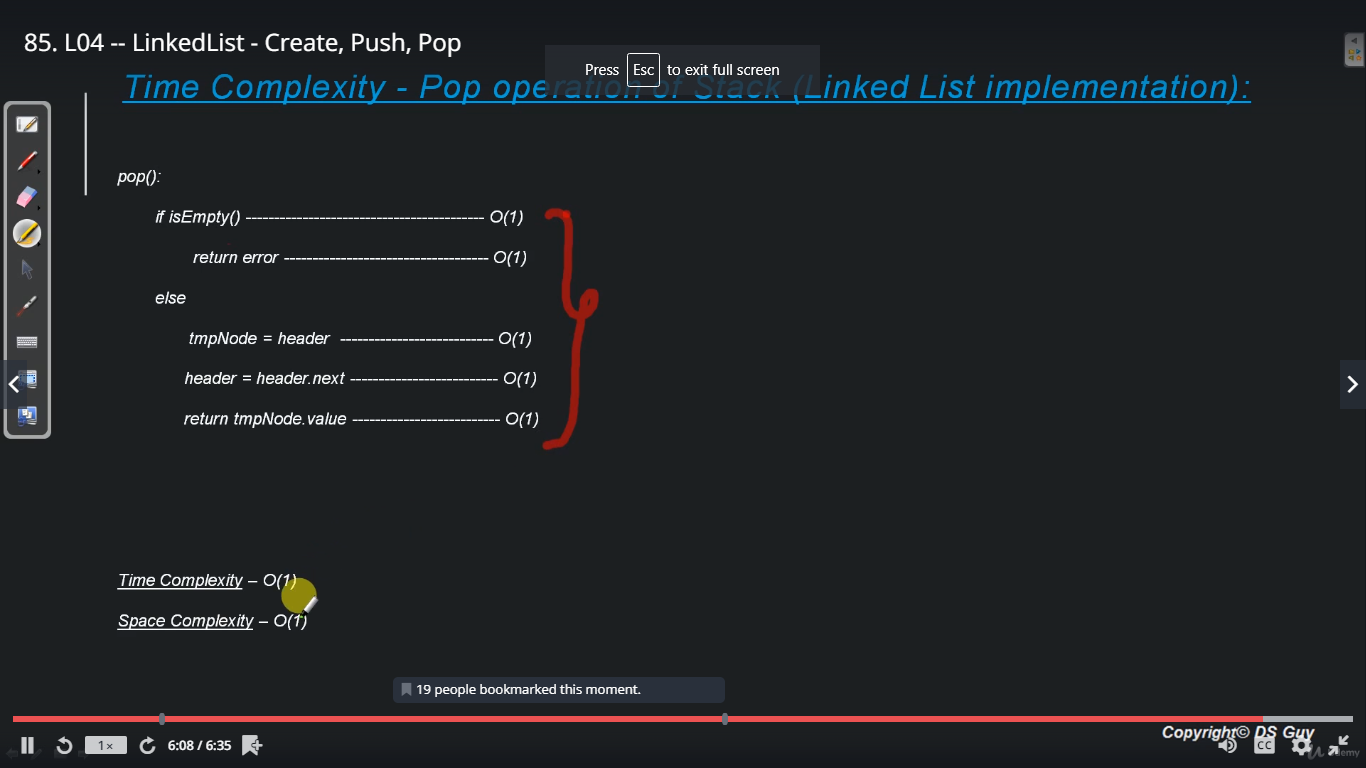 85. L04 -- LinkedList - Create, Push, Pop
Press Esc to exit full screen
Time Complexity - Pop operation of Stack (Linked List implementation):
pop():
if isEmpty() ------------------------------------------ O(1)
return error ------------------------------------ O(1)
else
tmpNode = header --------------------------- O(1)
header = header.next -------------------------- O(1)
return tmpNode.value -------------------------- O(1)
Time Complexity – O(1)
Space Complexity – O(1)
19 people bookmarked this moment.
Copyright© DS Guy
1x 6:08 / 6:35 CC